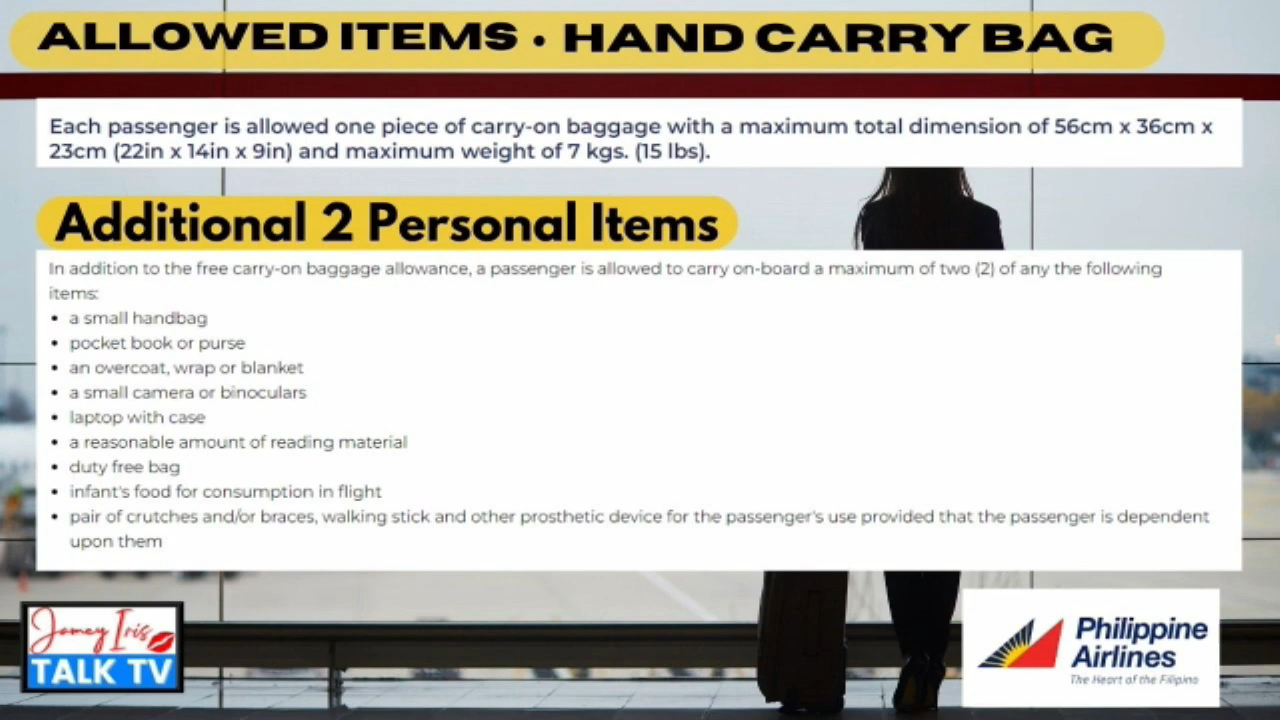 ALLOWED ITEMS • HAND CARRY BAG
Each passenger is allowed one piece of carry-on baggage with a maximum total dimension of 56cm x 36cm x
23cm (22in x 14in x 9in) and maximum weight of 7 kgs. (15 lbs).
Additional 2 Personal Items
In addition to the free carry-on baggage allowance, a passenger is allowed to carry on-board a maximum of two (2) of any the following
items:
• a small handbag
• pocket book or purse
• an overcoat, wrap or blanket
• a small camera or binoculars
• laptop with case
• a reasonable amount of reading material
• duty free bag
• infant's food for consumption in flight
• pair of crutches and/or braces, walking stick and other prosthetic device for the passenger's use provided that the passenger is dependent
upon them
Jamey Iris
TALK TV
Philippine
Airlines
The Heart of the Filipino